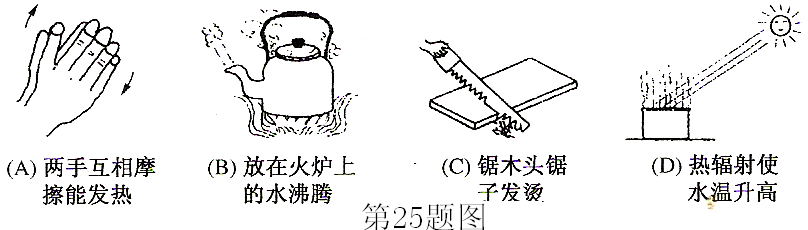 (A) 两手互相摩
擦能发热
(B) 放在火炉上
的水沸腾
(C) 锯木头锯
子发烫
(D) 热辐射使
水温升高
第25题图